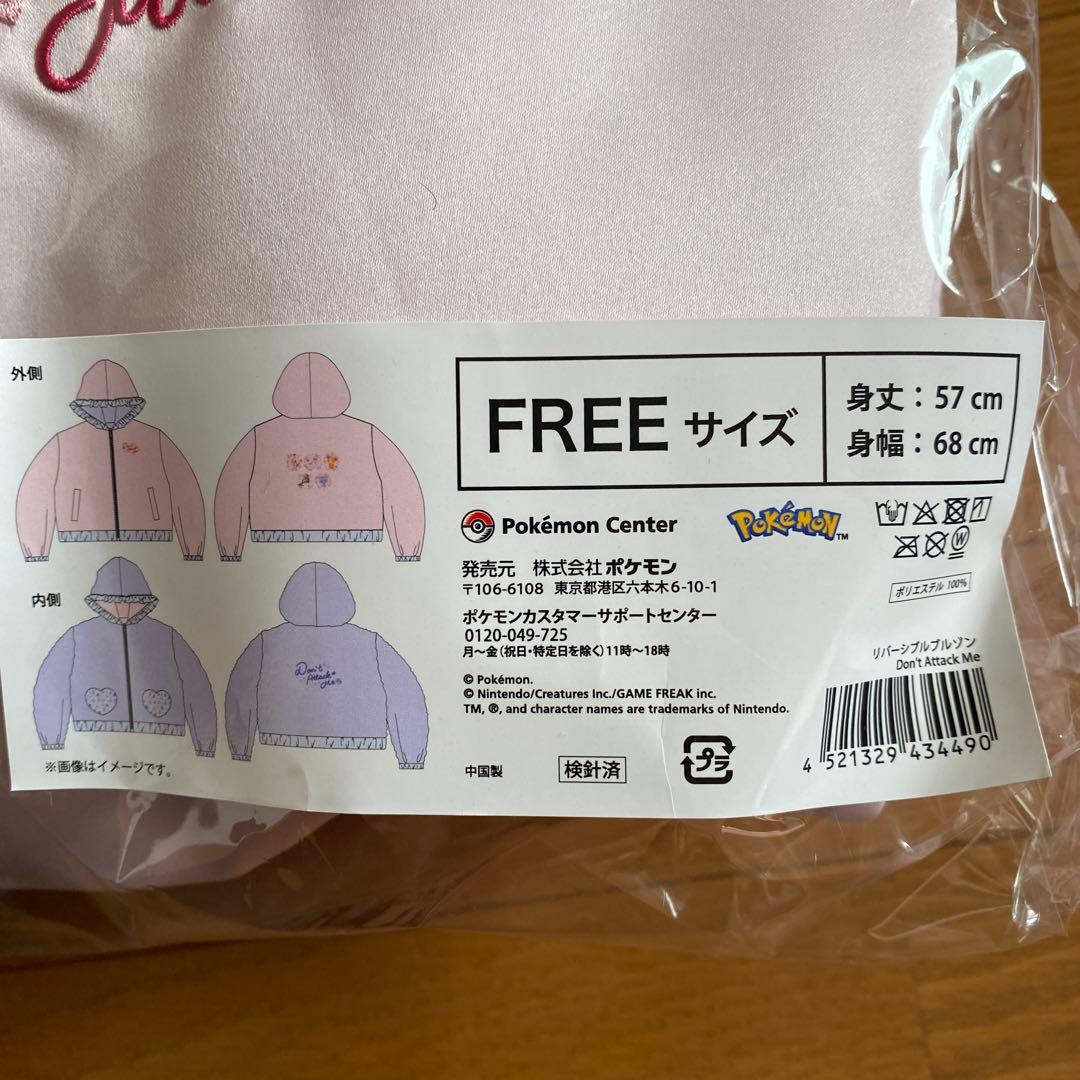 外側
内側
Don't
Attack
Me
※画像はイメージです。
FREE サイズ
身丈：57 cm
身幅：68 cm
Pokémon Center
POKéMON TM
発売元 株式会社ポケモン
〒106-6108 東京都港区六本木6-10-1
ポケモンカスタマーサポートセンター
0120-049-725
月～金（祝日・特定日を除く）11時～18時
© Pokémon.
© Nintendo/Creatures Inc./GAME FREAK inc.
TM, ®, and character names are trademarks of Nintendo.
中国製
検針済
プラ
W
ポリエステル 100%
リバーシブルブルゾン
Don't Attack Me
4 521329 434490